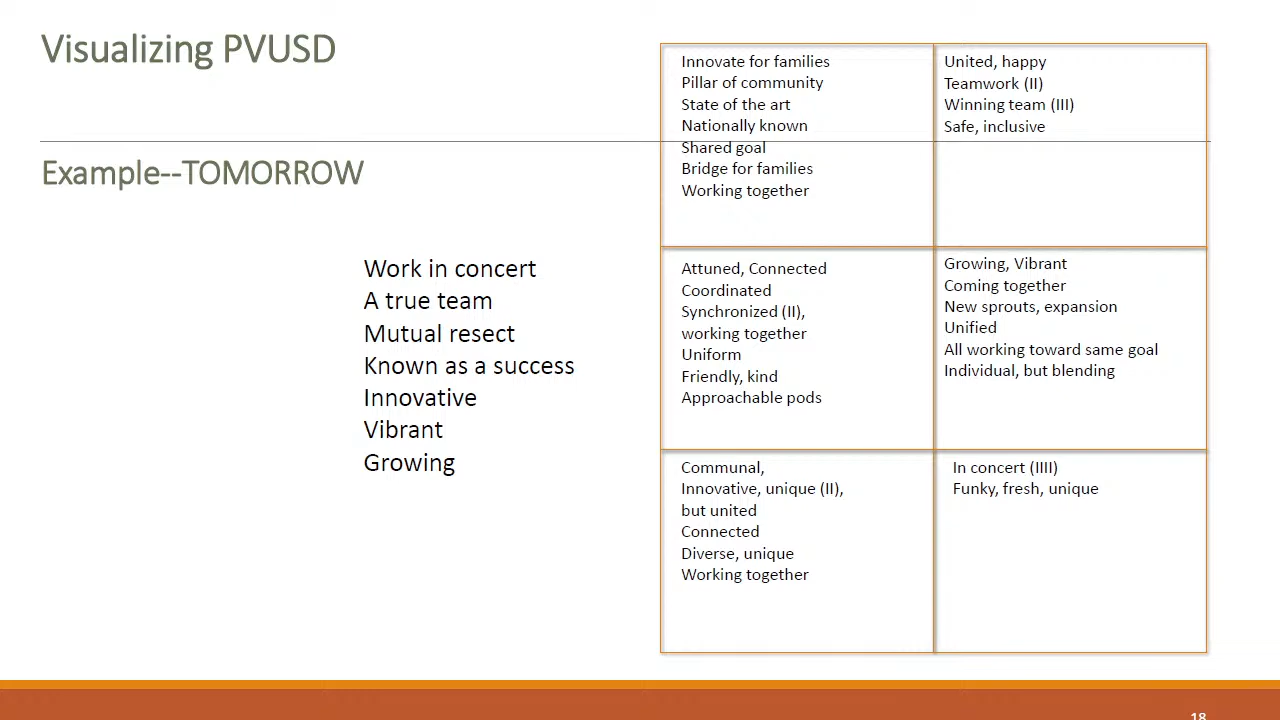 Visualizing PVUSD
Example--TOMORROW
Work in concert
A true team
Mutual resect
Known as a success
Innovative
Vibrant
Growing
Innovate for families
Pillar of community
State of the art
Nationally known
Shared goal
Bridge for families
Working together
United, happy
Teamwork (II)
Winning team (III)
Safe, inclusive
Attuned, Connected
Coordinated
Synchronized (II),
working together
Uniform
Friendly, kind
Approachable pods
Growing, Vibrant
Coming together
New sprouts, expansion
Unified
All working toward same goal
Individual, but blending
Communal,
Innovative, unique (II),
but united
Connected
Diverse, unique
Working together
In concert (IIII)
Funky, fresh, unique
18